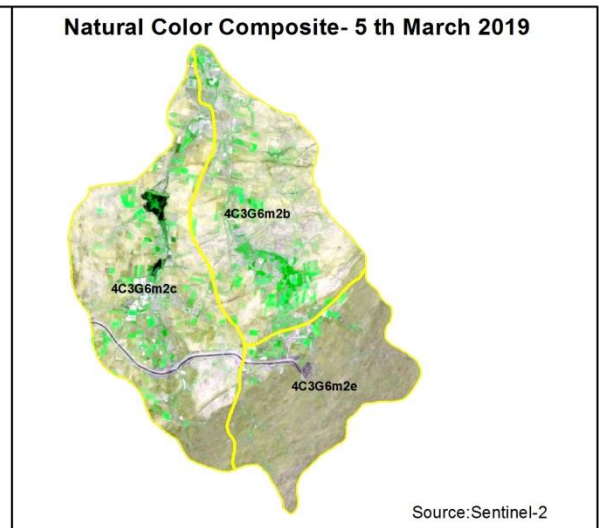 Natural Color Composite- 5 th March 2019
4C3G6m2b
4C3G6m2c
4C3G6m2e
Source:Sentinel-2